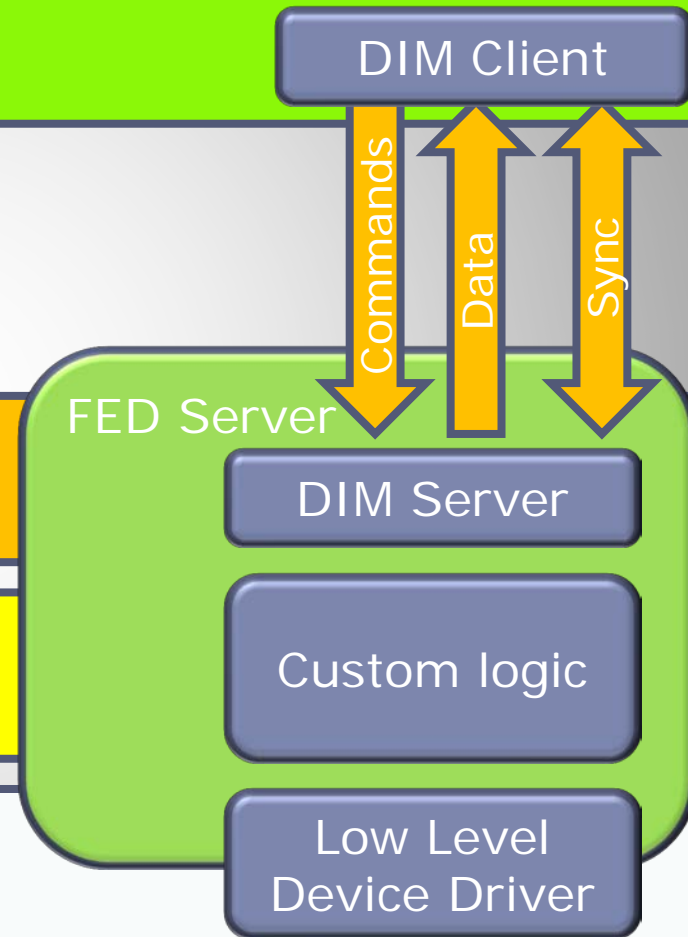 DIM Client
Commands
Data
Sync
FED Server
DIM Server
Custom logic
Low Level
Device Driver